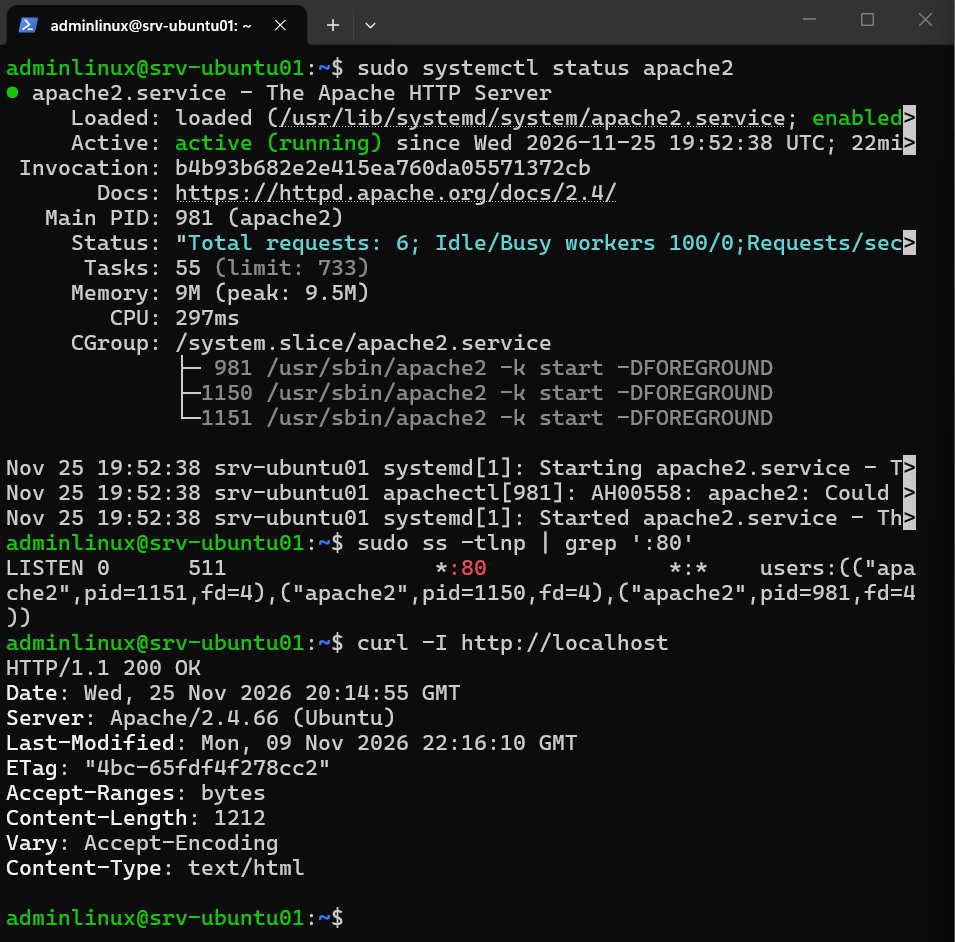 adminlinux@srv-ubuntu01: ~
adminlinux@srv-ubuntu01:~$ sudo systemctl status apache2
● apache2.service - The Apache HTTP Server
     Loaded: loaded (/usr/lib/systemd/system/apache2.service; enabled>
     Active: active (running) since Wed 2026-11-25 19:52:38 UTC; 22mi>
 Invocation: b4b93b682e2e415ea760da05571372cb
       Docs: https://httpd.apache.org/docs/2.4/
   Main PID: 981 (apache2)
     Status: "Total requests: 6; Idle/Busy workers 100/0;Requests/sec>
      Tasks: 55 (limit: 733)
     Memory: 9M (peak: 9.5M)
        CPU: 297ms
     CGroup: /system.slice/apache2.service
             ├─ 981 /usr/sbin/apache2 -k start -DFOREGROUND
             ├─1150 /usr/sbin/apache2 -k start -DFOREGROUND
             └─1151 /usr/sbin/apache2 -k start -DFOREGROUND
Nov 25 19:52:38 srv-ubuntu01 systemd[1]: Starting apache2.service - T>
Nov 25 19:52:38 srv-ubuntu01 apachectl[981]: AH00558: apache2: Could >
Nov 25 19:52:38 srv-ubuntu01 systemd[1]: Started apache2.service - Th>
adminlinux@srv-ubuntu01:~$ sudo ss -tlnp | grep ':80'
LISTEN 0      511                *:80              *:*    users:(("apa
che2",pid=1151,fd=4),("apache2",pid=1150,fd=4),("apache2",pid=981,fd=4
))
adminlinux@srv-ubuntu01:~$ curl -I http://localhost
HTTP/1.1 200 OK
Date: Wed, 25 Nov 2026 20:14:55 GMT
Server: Apache/2.4.66 (Ubuntu)
Last-Modified: Mon, 09 Nov 2026 22:16:10 GMT
ETag: "4bc-65fdf4f278cc2"
Accept-Ranges: bytes
Content-Length: 1212
Vary: Accept-Encoding
Content-Type: text/html
adminlinux@srv-ubuntu01:~$